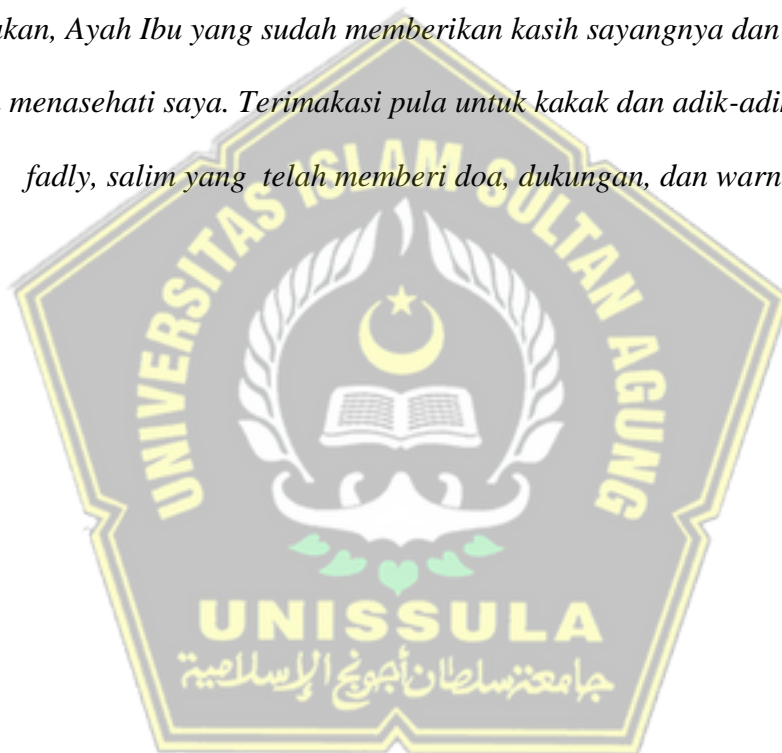 akan, Ayah Ibu yang sudah memberikan kasih sayangnya dan
menasehati saya. Terimakasi pula untuk kakak dan adik-adi
fadly, salim yang telah memberi doa, dukungan, dan warn
UNIVERSITAS ISLAM SULTAN AGUNG
UNISSULA
جامعة سلطان أجونج الإسلامية